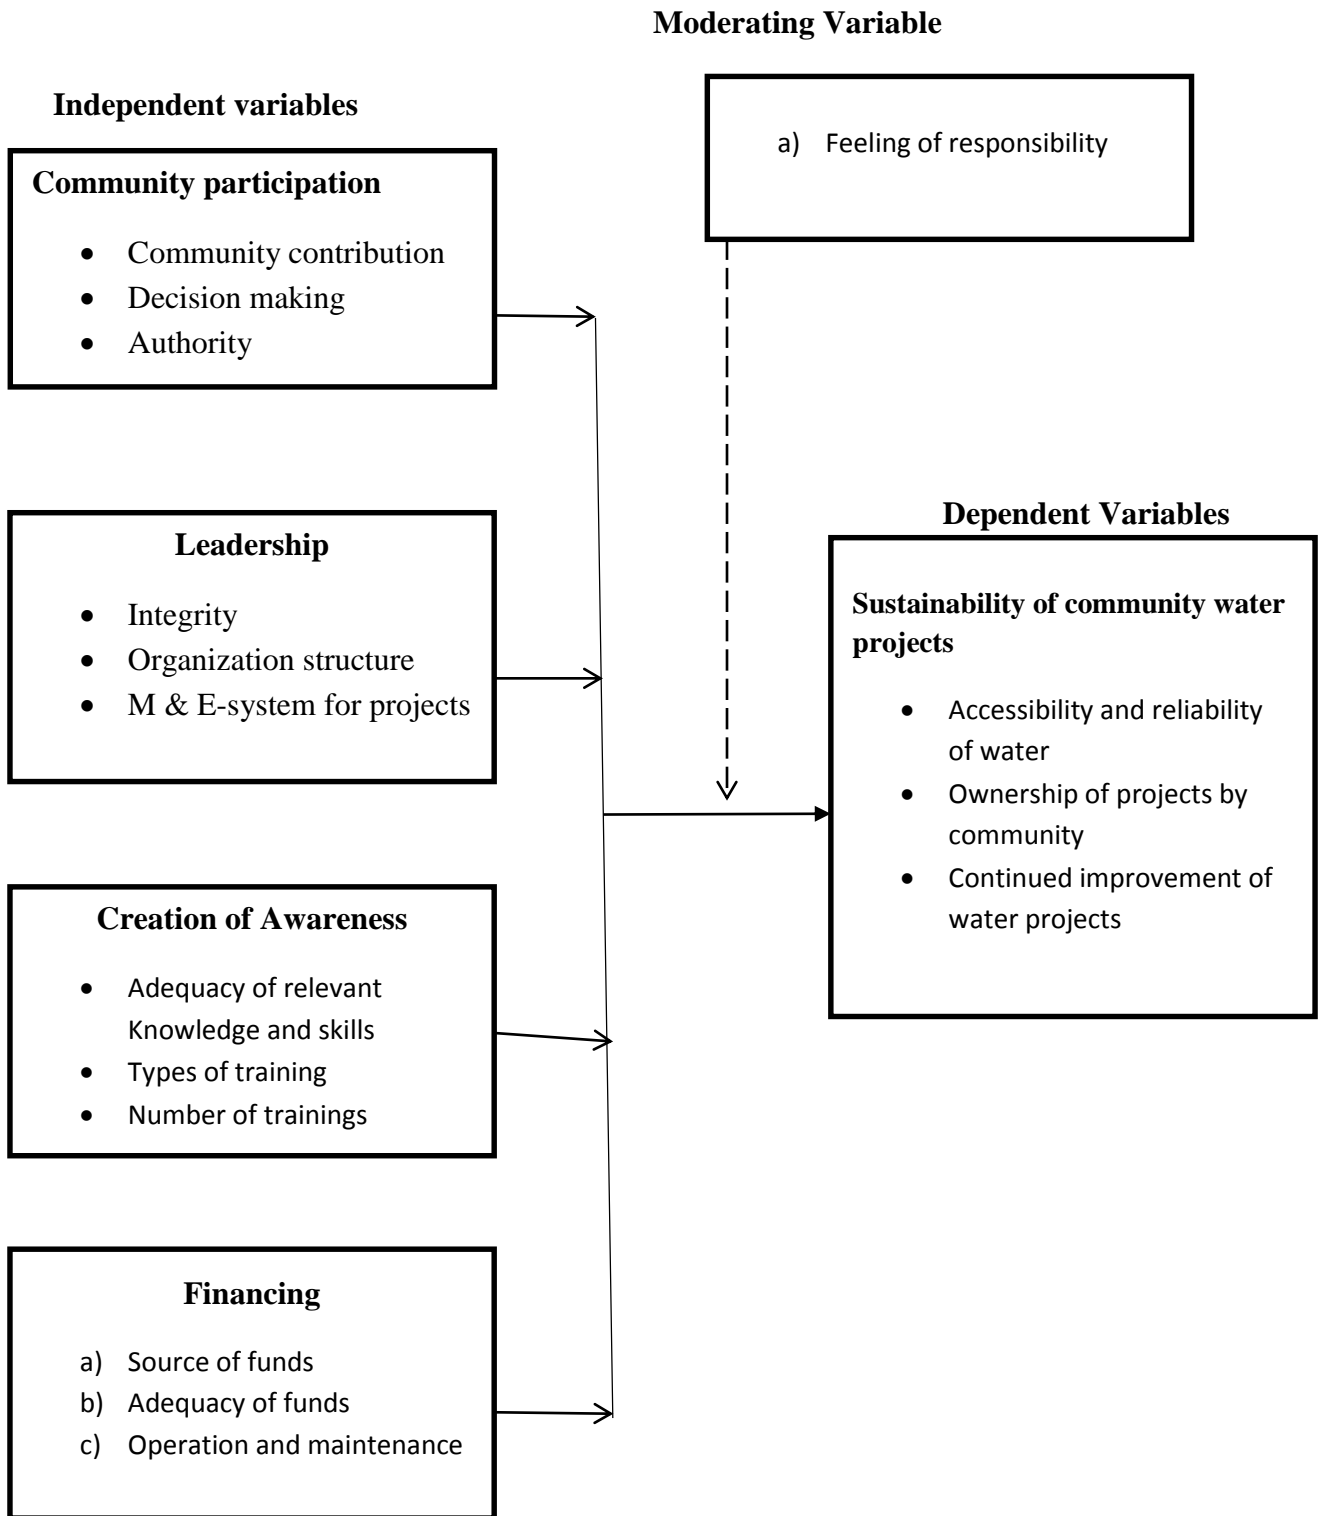 Moderating Variable
a) Feeling of responsibility
Independent variables
Community participation
• Community contribution
• Decision making
• Authority
Leadership
• Integrity
• Organization structure
• M & E-system for projects
Creation of Awareness
• Adequacy of relevant
Knowledge and skills
• Types of training
• Number of trainings
Financing
a) Source of funds
b) Adequacy of funds
c) Operation and maintenance
Dependent Variables
Sustainability of community water
projects
• Accessibility and reliability
of water
• Ownership of projects by
community
• Continued improvement of
water projects